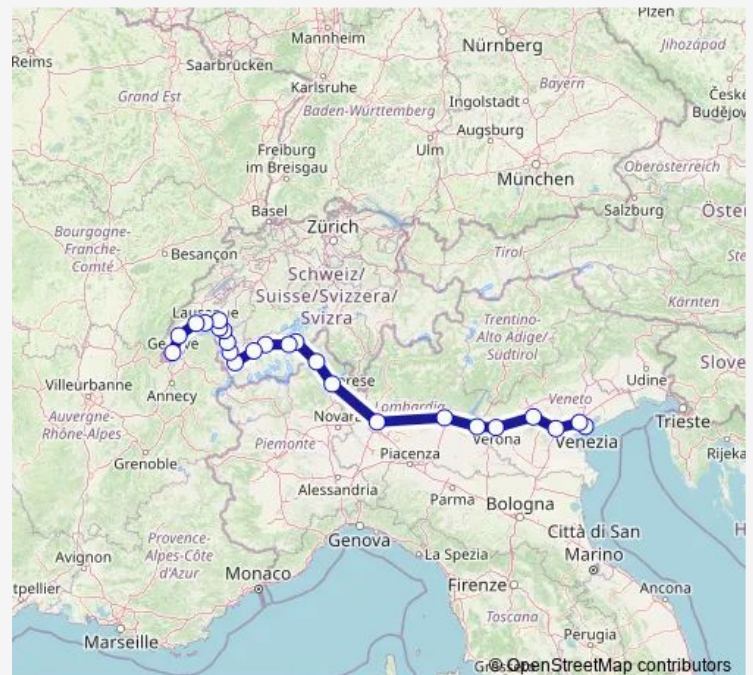 Plzen
Mannheim
Nürnberg
Reims
Saarbrücken
Jihozápad
Grand Est
Karlsruhe
Bayern
Baden-Württemberg
Ingolstadt
České
Budějov
Augsburg
Freiburg
im Breisgau
Ulm
München
Oberösterreich
Basel
Salzburg
Zürich
Öster
Bourgogne-
Franche-
Comté
Besançon
Tirol
Schweiz/
Suisse/Svizzera/
Svizra
Kärnten
Trentino-
Alto Adige/
Südtirol
Slove
Villeurbanne
Annecy
Udine
Lombardia
Veneto
Auvergne-
Rhône-Alpes
Novara
Trieste
Verona
Venezia
Piemonte
Piacenza
Rijeka
Grenoble
Alessandria
Parma
Bologna
Provence-
Alpes-Côte
d'Azur
Genova
Città di San
Marino
Avignon
La Spezia
Monaco
Firenze
Ancona
tpellier
Toscana
Marseille
Perugia
© OpenStreetMap contributors